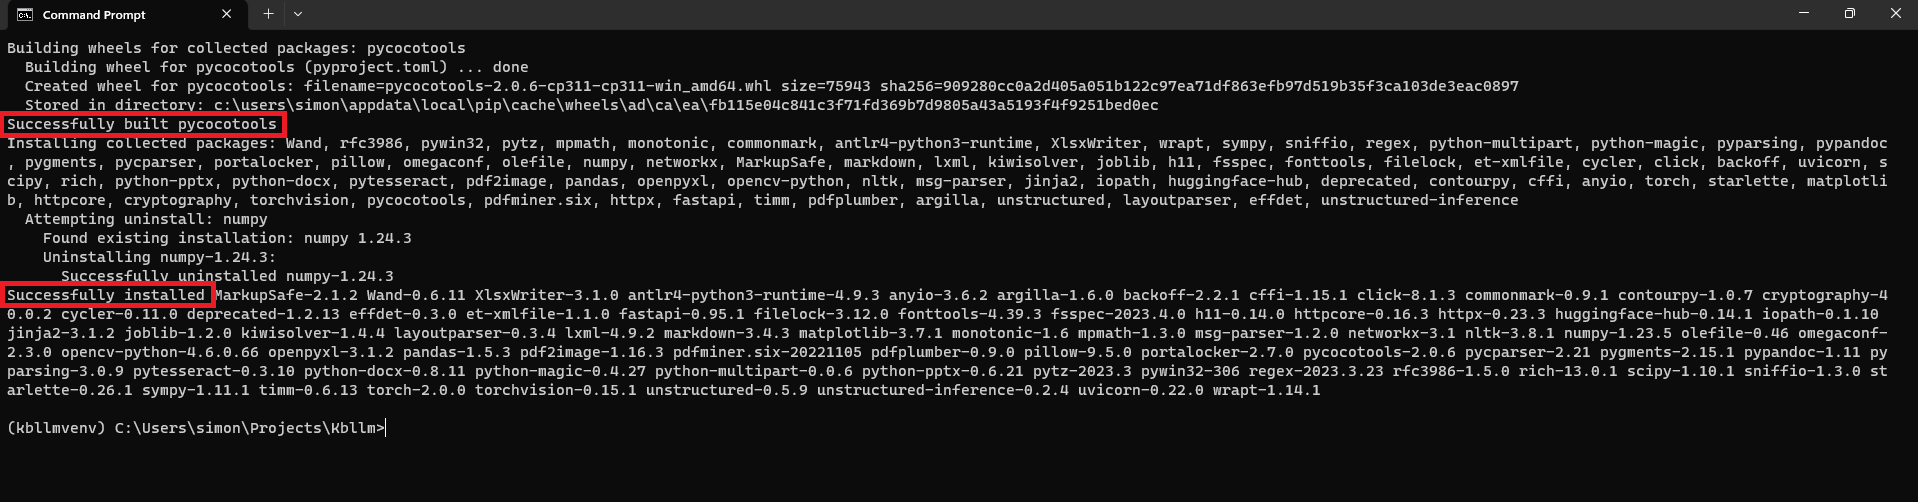 Command Prompt
Building wheels for collected packages: pycocotools
  Building wheel for pycocotools (pyproject.toml) ... done
  Created wheel for pycocotools: filename=pycocotools-2.0.6-cp311-cp311-win_amd64.whl size=75943 sha256=909280cc0a2d405a051b122c97ea71df863efb97d519b35f3ca103de3eac0897
  Stored in directory: c:\users\simon\appdata\local\pip\cache\wheels\ad\ca\ea\fb115e04c841c3f71fd369b7d9805a43a5193f4f9251bed0ec
Successfully built pycocotools
Installing collected packages: Wand, rfc3986, pywin32, pytz, mpmath, monotonic, commonmark, antlr4-python3-runtime, XlsxWriter, wrapt, sympy, sniffio, regex, python-multipart, python-magic, pyparsing, pypandoc
, pygments, pycparser, portalocker, pillow, omegaconf, olefile, numpy, networkx, MarkupSafe, markdown, lxml, kiwisolver, joblib, h11, fsspec, fonttools, filelock, et-xmlfile, cycler, click, backoff, uvicorn, s
cipy, rich, python-pptx, python-docx, pytesseract, pdf2image, pandas, openpyxl, opencv-python, nltk, msg-parser, jinja2, iopath, huggingface-hub, deprecated, contourpy, cffi, anyio, torch, starlette, matplotli
b, httpcore, cryptography, torchvision, pycocotools, pdfminer.six, httpx, fastapi, timm, pdfplumber, argilla, unstructured, layoutparser, effdet, unstructured-inference
  Attempting uninstall: numpy
    Found existing installation: numpy 1.24.3
    Uninstalling numpy-1.24.3:
      Successfully uninstalled numpy-1.24.3
Successfully installed MarkupSafe-2.1.2 Wand-0.6.11 XlsxWriter-3.1.0 antlr4-python3-runtime-4.9.3 anyio-3.6.2 argilla-1.6.0 backoff-2.2.1 cffi-1.15.1 click-8.1.3 commonmark-0.9.1 contourpy-1.0.7 cryptography-4
0.0.2 cycler-0.11.0 deprecated-1.2.13 effdet-0.3.0 et-xmlfile-1.1.0 fastapi-0.95.1 filelock-3.12.0 fonttools-4.39.3 fsspec-2023.4.0 h11-0.14.0 httpcore-0.16.3 httpx-0.23.3 huggingface-hub-0.14.1 iopath-0.1.10
jinja2-3.1.2 joblib-1.2.0 kiwisolver-1.4.4 layoutparser-0.3.4 lxml-4.9.2 markdown-3.4.3 matplotlib-3.7.1 monotonic-1.6 mpmath-1.3.0 msg-parser-1.2.0 networkx-3.1 nltk-3.8.1 numpy-1.23.5 olefile-0.46 omegaconf-
2.3.0 opencv-python-4.6.0.66 openpyxl-3.1.2 pandas-1.5.3 pdf2image-1.16.3 pdfminer.six-20221105 pdfplumber-0.9.0 pillow-9.5.0 portalocker-2.7.0 pycocotools-2.0.6 pycparser-2.21 pygments-2.15.1 pypandoc-1.11 py
parsing-3.0.9 pytesseract-0.3.10 python-docx-0.8.11 python-magic-0.4.27 python-multipart-0.0.6 python-pptx-0.6.21 pytz-2023.3 pywin32-306 regex-2023.3.23 rfc3986-1.5.0 rich-13.0.1 scipy-1.10.1 sniffio-1.3.0 st
arlette-0.26.1 sympy-1.11.1 timm-0.6.13 torch-2.0.0 torchvision-0.15.1 unstructured-0.5.9 unstructured-inference-0.2.4 uvicorn-0.22.0 wrapt-1.14.1
(kbllmvenv) C:\Users\simon\Projects\Kbllm>